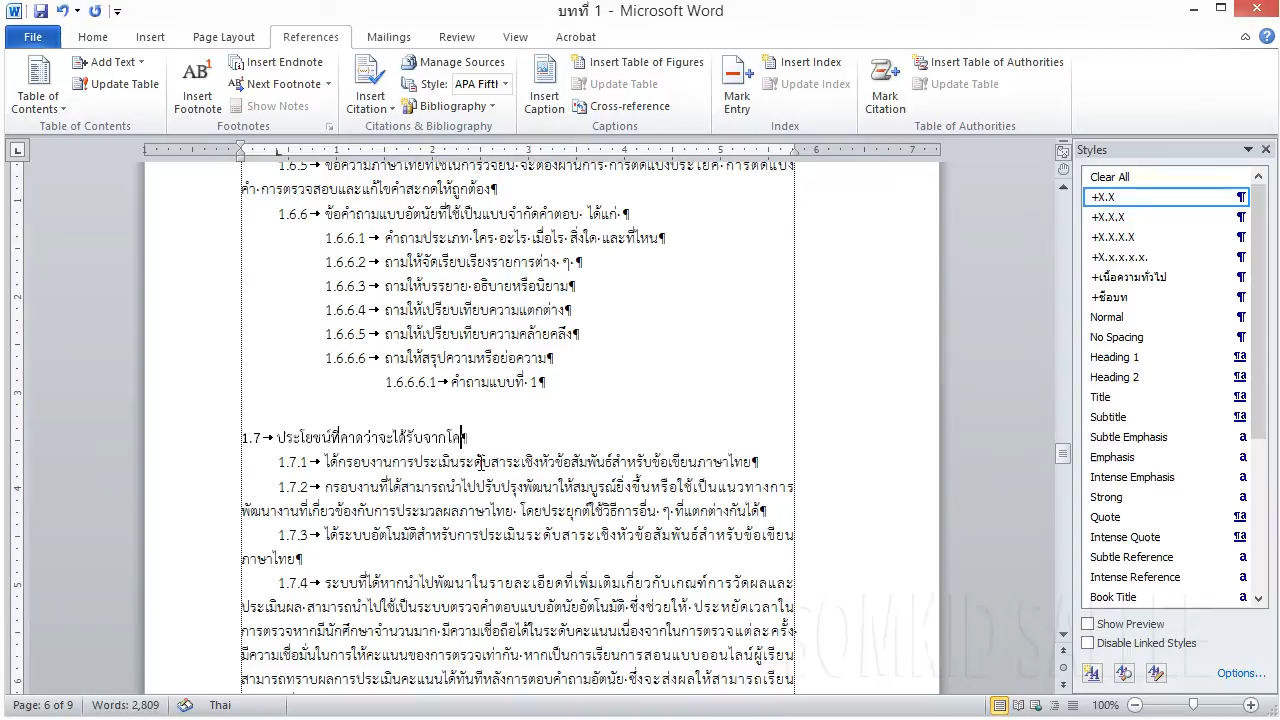 บทที่ 1 - Microsoft Word
File Home Insert Page Layout References Mailings Review View Acrobat
Table of Contents
Add Text
Update Table
Table of Contents
AB1
Insert Footnote
Insert Endnote
Next Footnote
Show Notes
Footnotes
Insert Citation
Manage Sources
Style: APA Fifth
Bibliography
Citations & Bibliography
Insert Caption
Insert Table of Figures
Update Table
Cross-reference
Captions
Mark Entry
Insert Index
Update Index
Index
Mark Citation
Insert Table of Authorities
Update Table
Table of Authorities
1.6.5 ข้อความภาษาไทยที่ใช้ในการวิจัยนี้ จะต้องผ่านการ การตัดแบ่งประโยค การตัดแบ่ง
คำ การตรวจสอบและแก้ไขคำสะกดให้ถูกต้อง¶
1.6.6 ข้อคำถามแบบอัตนัยที่ใช้เป็นแบบจำกัดคำตอบ ได้แก่ ¶
1.6.6.1 คำถามประเภท ใคร อะไร เมื่อไร สิ่งใด และที่ไหน¶
1.6.6.2 ถามให้จัดเรียบเรียงรายการต่าง ๆ ¶
1.6.6.3 ถามให้บรรยาย อธิบายหรือนิยาม¶
1.6.6.4 ถามให้เปรียบเทียบความแตกต่าง¶
1.6.6.5 ถามให้เปรียบเทียบความคล้ายคลึง¶
1.6.6.6 ถามให้สรุปความหรือย่อความ¶
1.6.6.6.1 คำถามแบบที่ 1¶
1.7 ประโยชน์ที่คาดว่าจะได้รับจากโค¶
1.7.1 ได้กรอบงานการประเมินระดับสาระเชิงหัวข้อสัมพันธ์สำหรับข้อเขียนภาษาไทย¶
1.7.2 กรอบงานที่ได้สามารถนำไปปรับปรุงพัฒนาให้สมบูรณ์ยิ่งขึ้นหรือใช้เป็นแนวทางการ
พัฒนางานที่เกี่ยวข้องกับการประมวลผลภาษาไทย โดยประยุกต์ใช้วิธีการอื่น ๆ ที่แตกต่างกันได้¶
1.7.3 ได้ระบบอัตโนมัติสำหรับการประเมินระดับสาระเชิงหัวข้อสัมพันธ์สำหรับข้อเขียน
ภาษาไทย¶
1.7.4 ระบบที่ได้หากนำไปพัฒนาในรายละเอียดที่เพิ่มเติมเกี่ยวกับเกณฑ์การวัดผลและ
ประเมินผล สามารถนำไปใช้เป็นระบบตรวจคำตอบแบบอัตนัยอัตโนมัติ ซึ่งช่วยให้ ประหยัดเวลาใน
การตรวจหากมีนักศึกษาจำนวนมาก มีความเชื่อถือได้ในระดับคะแนนเนื่องจากในการตรวจแต่ละครั้ง
มีความเชื่อมั่นในการให้คะแนนของการตรวจเท่ากัน หากเป็นการเรียนการสอนแบบออนไลน์ผู้เรียน
สามารถทราบผลการประเมินคะแนนได้ทันทีหลังการตอบคำถามอัตนัย ซึ่งจะส่งผลให้สามารถเรียน
Styles
Clear All
+X.X
+X.X.X
+X.X.X.X
+X.x.x.x.x.
+เนื้อความทั่วไป
+ชื่อบท
Normal
No Spacing
Heading 1
Heading 2
Title
Subtitle
Subtle Emphasis
Emphasis
Intense Emphasis
Strong
Quote
Intense Quote
Subtle Reference
Intense Reference
Book Title
Show Preview
Disable Linked Styles
Options...
Page: 6 of 9 Words: 2,809 Thai 100%